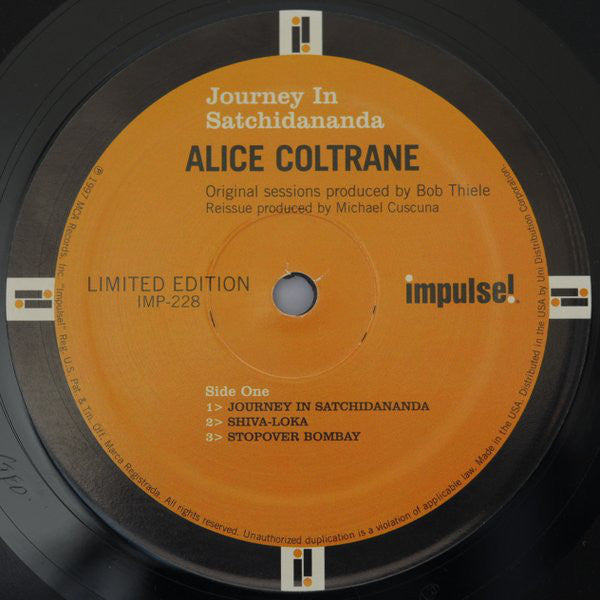 Journey In
Satchidananda
ALICE COLTRANE
Original sessions produced by Bob Thiele
Reissue produced by Michael Cuscuna
LIMITED EDITION
IMP-228
impulse!
Side One
1> JOURNEY IN SATCHIDANANDA
2> SHIVA-LOKA
3> STOPOVER BOMBAY
℗ 1997 MCA Records, Inc. "Impulse!" Reg. U.S. Pat. & Tm. Off. Marca Registrada. All rights reserved. Unauthorized duplication is a violation of applicable law. Made in the USA. Distributed in the USA by Uni Distribution Corporation.